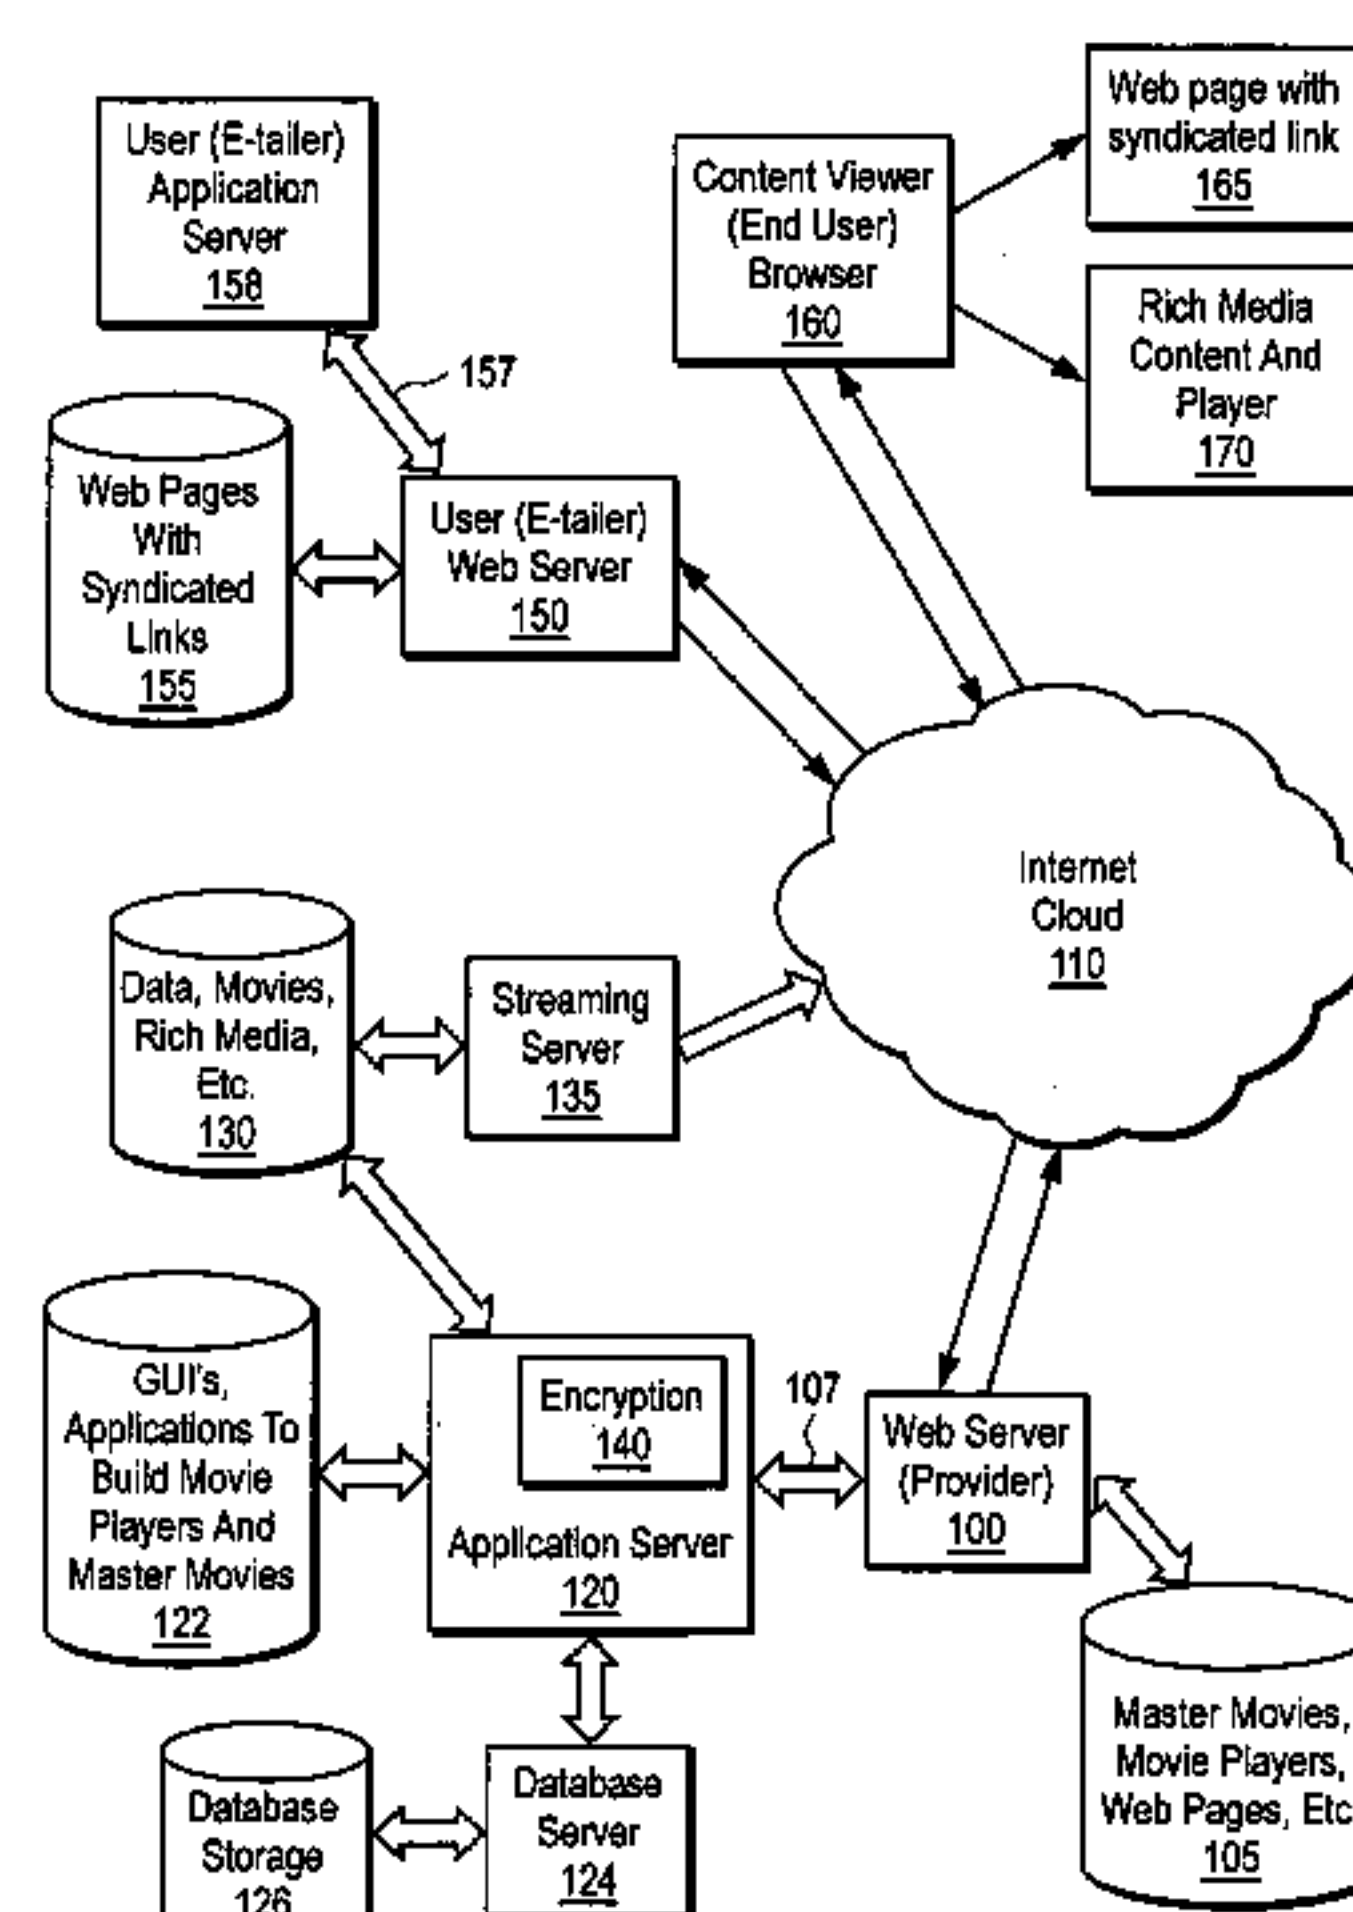 Web page with
syndicated link
165
User (E-tailer)
Application
Server
158
Content Viewer
(End User)
Browser
160
Rich Media
Content And
Player
170
157
Web Pages
With
Syndicated
Links
155
User (E-tailer)
Web Server
150
Internet
Cloud
110
Data, Movies,
Rich Media,
Etc.
130
Streaming
Server
135
GUI's,
Applications To
Build Movie
Players And
Master Movies
122
Encryption
140
Application Server
120
107
Web Server
(Provider)
100
Master Movies,
Movie Players,
Web Pages, Etc
105
Database
Storage
126
Database
Server
124